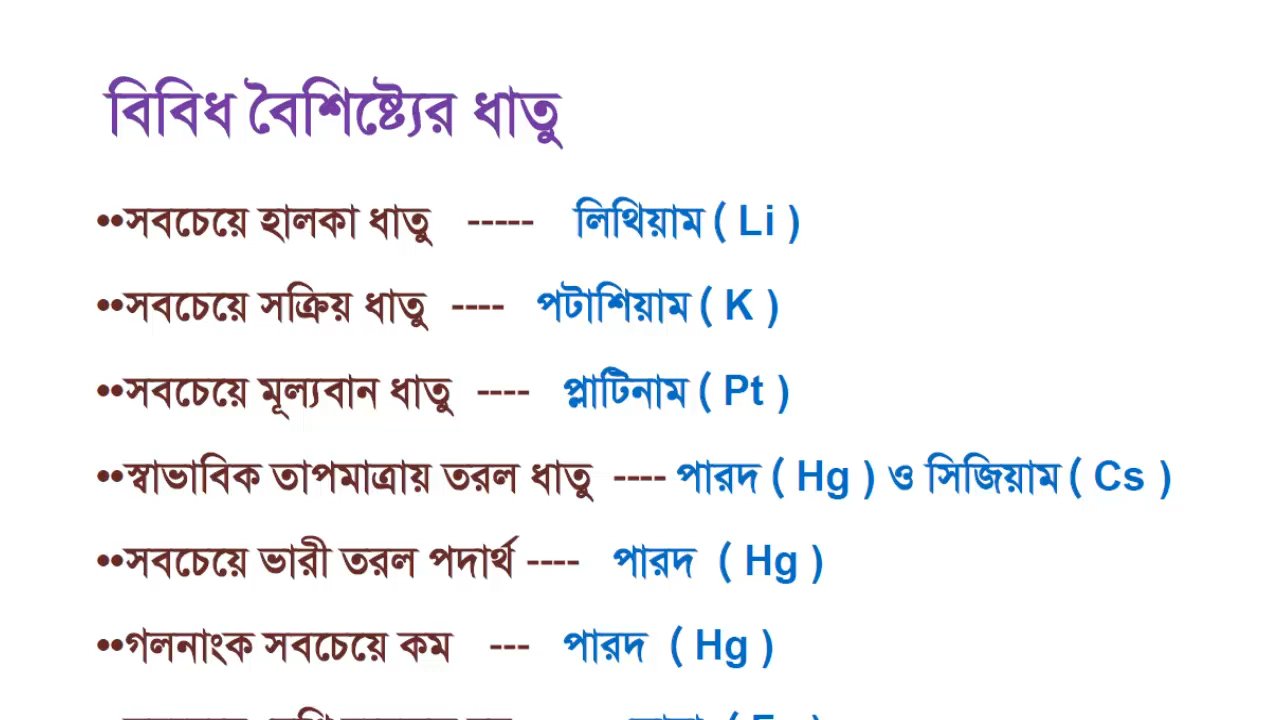 বিবিধ বৈশিষ্ট্যের ধাতু
••সবচেয়ে হালকা ধাতু ----- লিথিয়াম ( Li )
••সবচেয়ে সক্রিয় ধাতু ---- পটাশিয়াম ( K )
••সবচেয়ে মূল্যবান ধাতু ---- প্লাটিনাম ( Pt )
••স্বাভাবিক তাপমাত্রায় তরল ধাতু ---- পারদ ( Hg ) ও সিজিয়াম ( Cs )
••সবচেয়ে ভারী তরল পদার্থ ---- পারদ ( Hg )
••গলনাংক সবচেয়ে কম --- পারদ ( Hg )